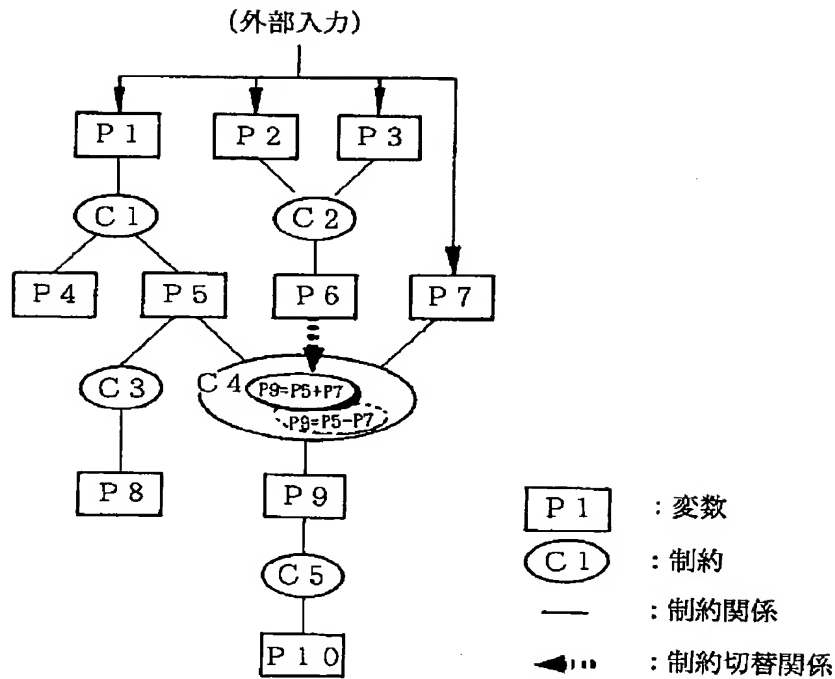 (外部入力)
P1
P2
P3
C1
C2
P4
P5
P6
P7
C3
C4
P9=P5+P7
P9=P5-P7
P8
P9
C5
P10
P1 :変数
C1 :制約
:制約関係
:制約切替関係